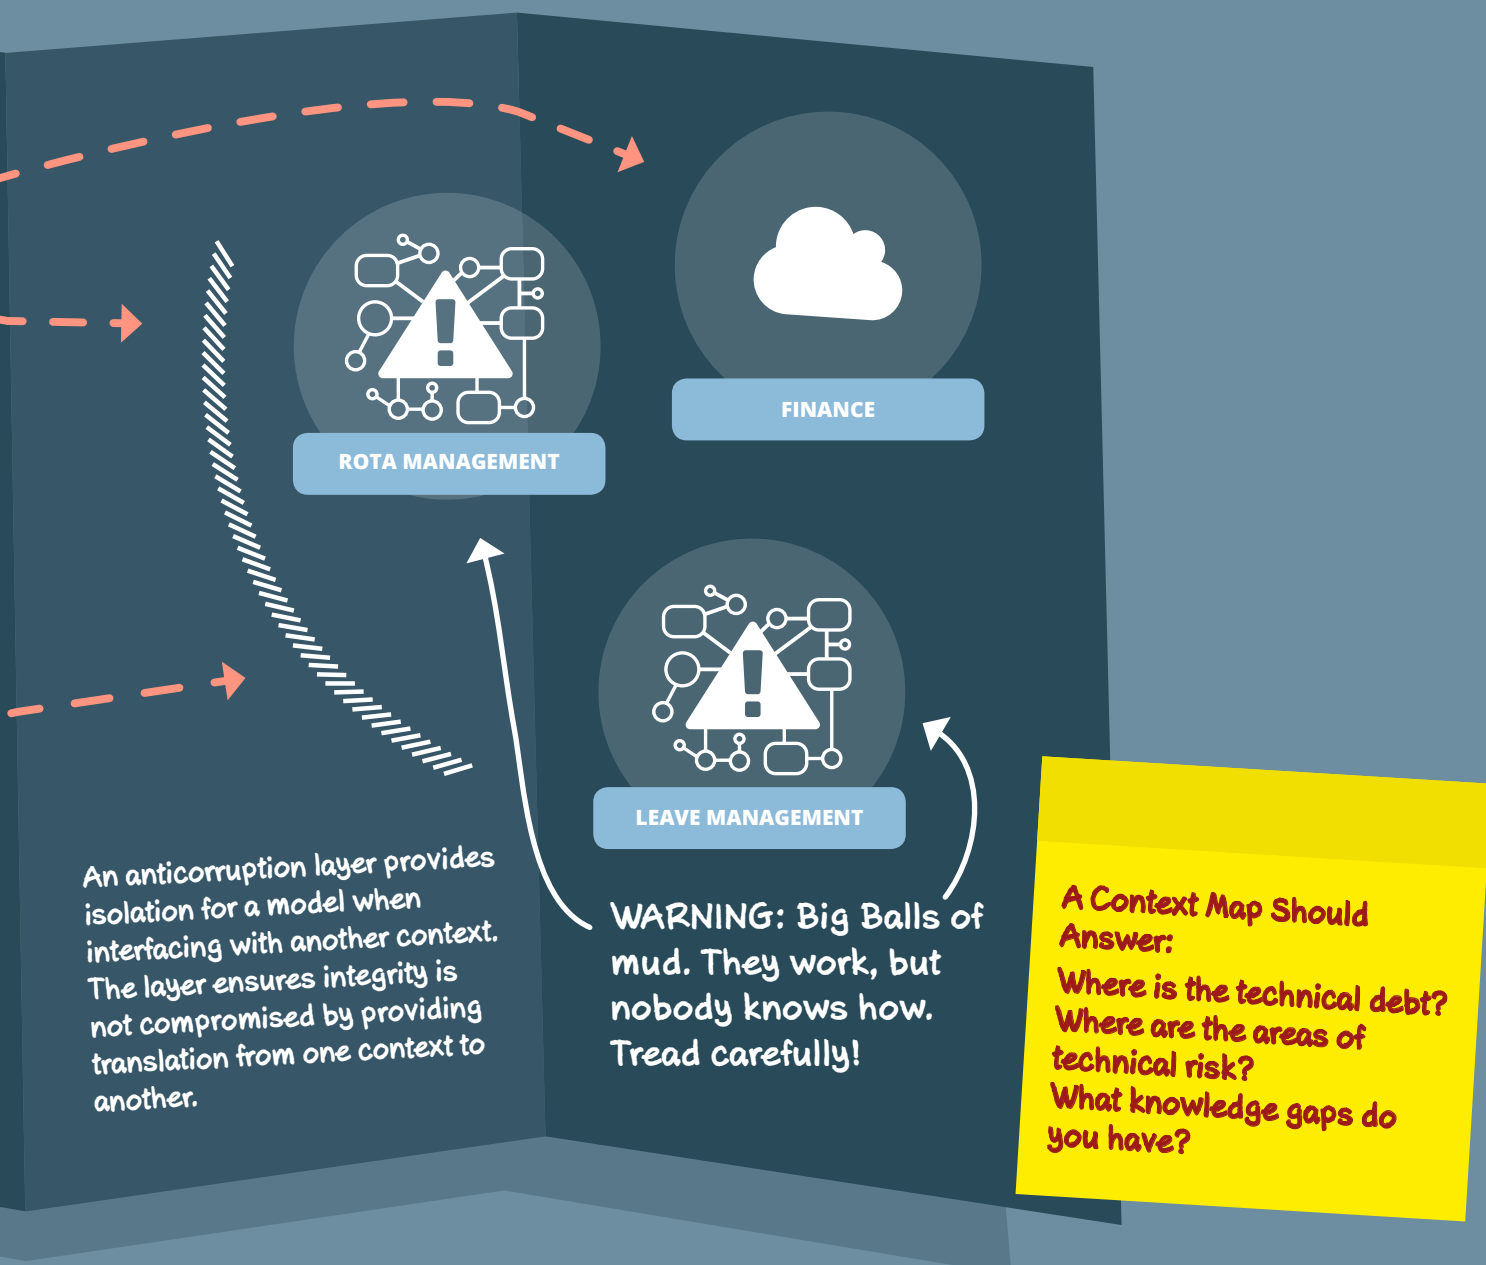 FINANCE
ROTA MANAGEMENT
LEAVE MANAGEMENT
An anticorruption layer provides
isolation for a model when
interfacing with another context.
The layer ensures integrity is
not compromised by providing
translation from one context to
another.
WARNING: Big Balls of
mud. They work, but
nobody knows how.
Tread carefully!
A Context Map Should
Answer:
Where is the technical debt?
Where are the areas of
technical risk?
What knowledge gaps do
you have?